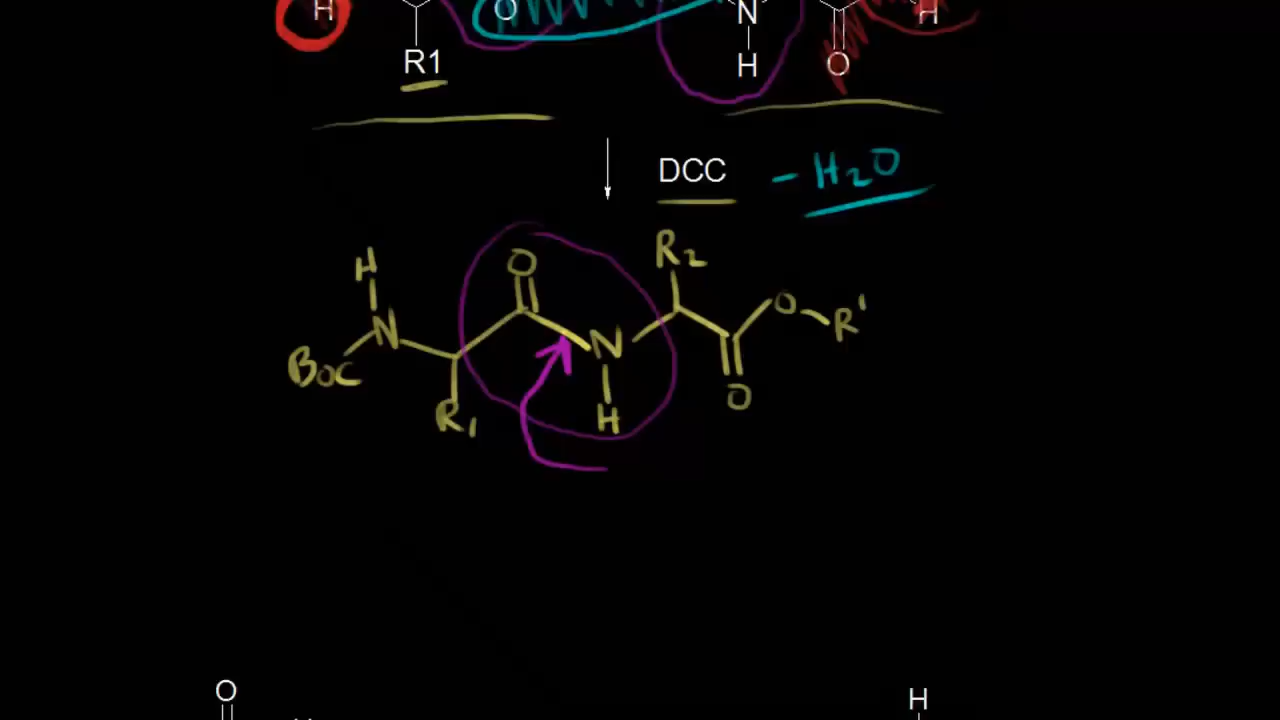 H O N H
R1 H O
DCC - H2O
H O R2
N N O R'
Boc H O
R1
O H